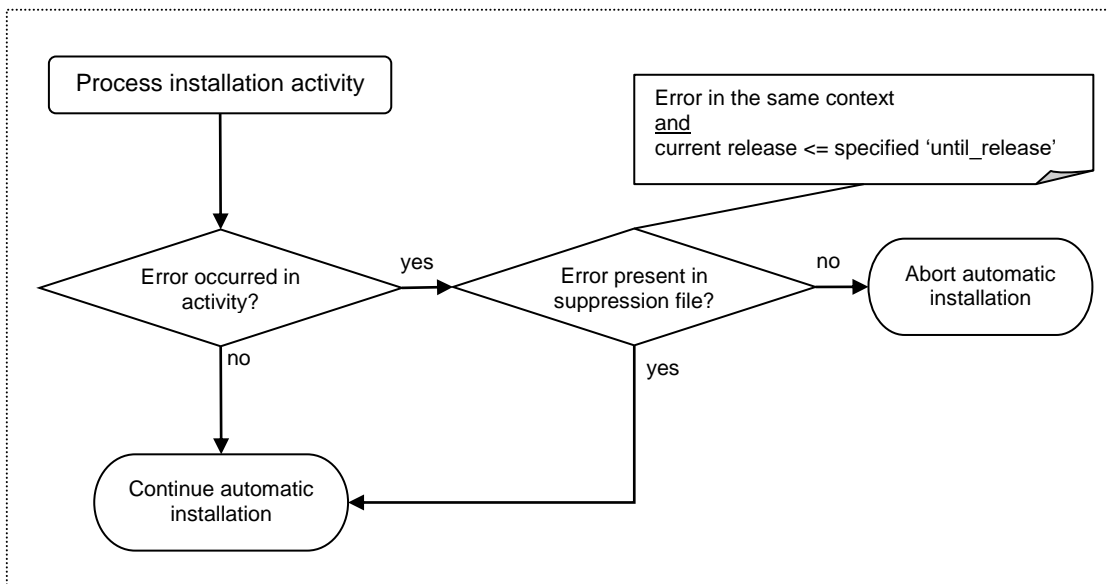 Process installation activity
Error in the same context
and
current release <= specified ‘until_release’
Error occurred in
activity?
yes
Error present in
suppression file?
no
Abort automatic
installation
no
yes
Continue automatic
installation